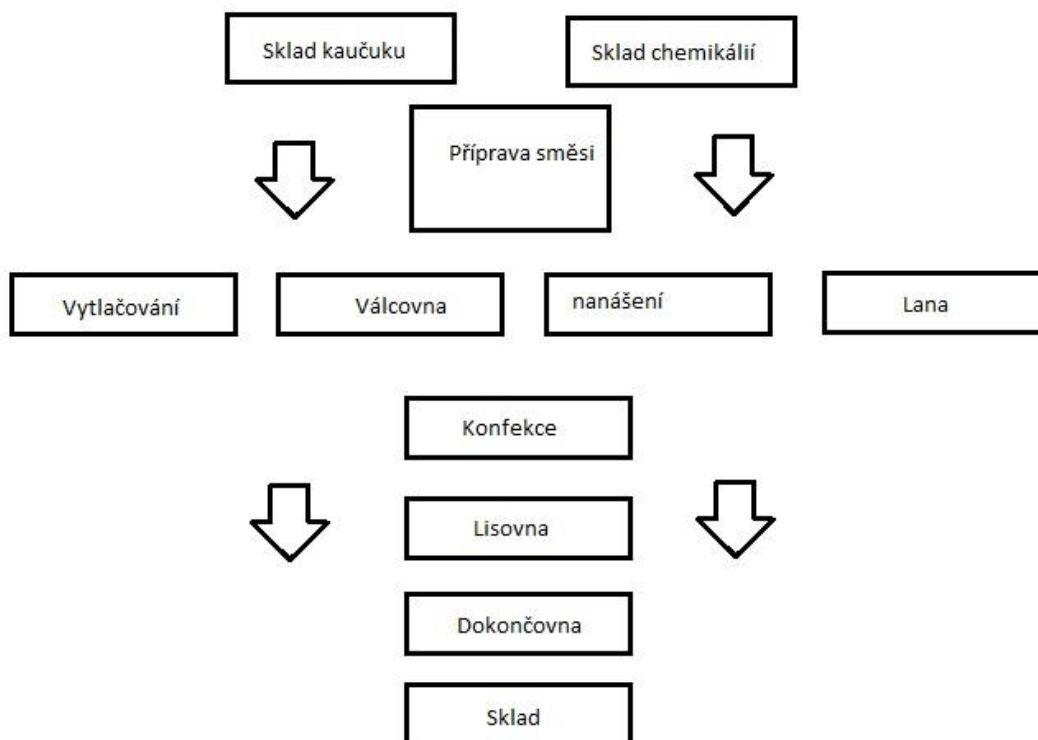 Sklad kaučuku
Sklad chemikálií
Příprava směsi
Vytlačování
Válcovna
nanášení
Lana
Konfekce
Lisovna
Dokončovna
Sklad